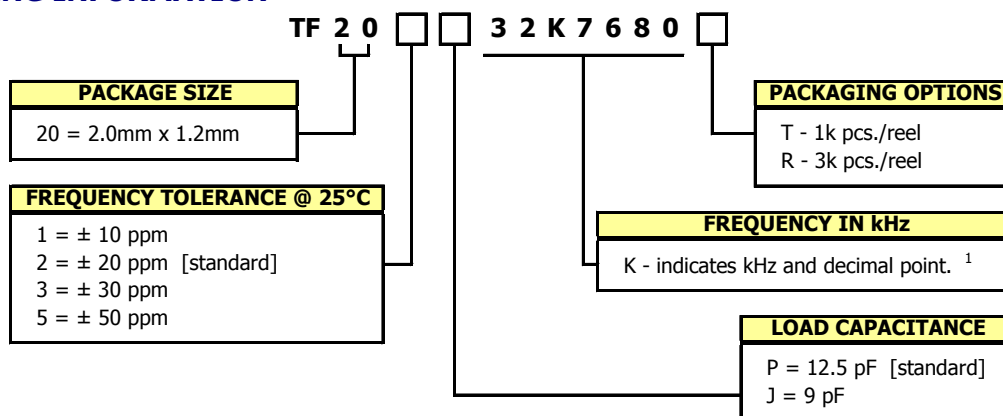 TF 2 0 3 2 K 7 6 8 0
PACKAGE SIZE
20 = 2.0mm x 1.2mm
PACKAGING OPTIONS
T - 1k pcs./reel
R - 3k pcs./reel
FREQUENCY TOLERANCE @ 25°C
1 = ± 10 ppm
2 = ± 20 ppm [standard]
3 = ± 30 ppm
5 = ± 50 ppm
FREQUENCY IN kHz
K - indicates kHz and decimal point. 1
LOAD CAPACITANCE
P = 12.5 pF [standard]
J = 9 pF